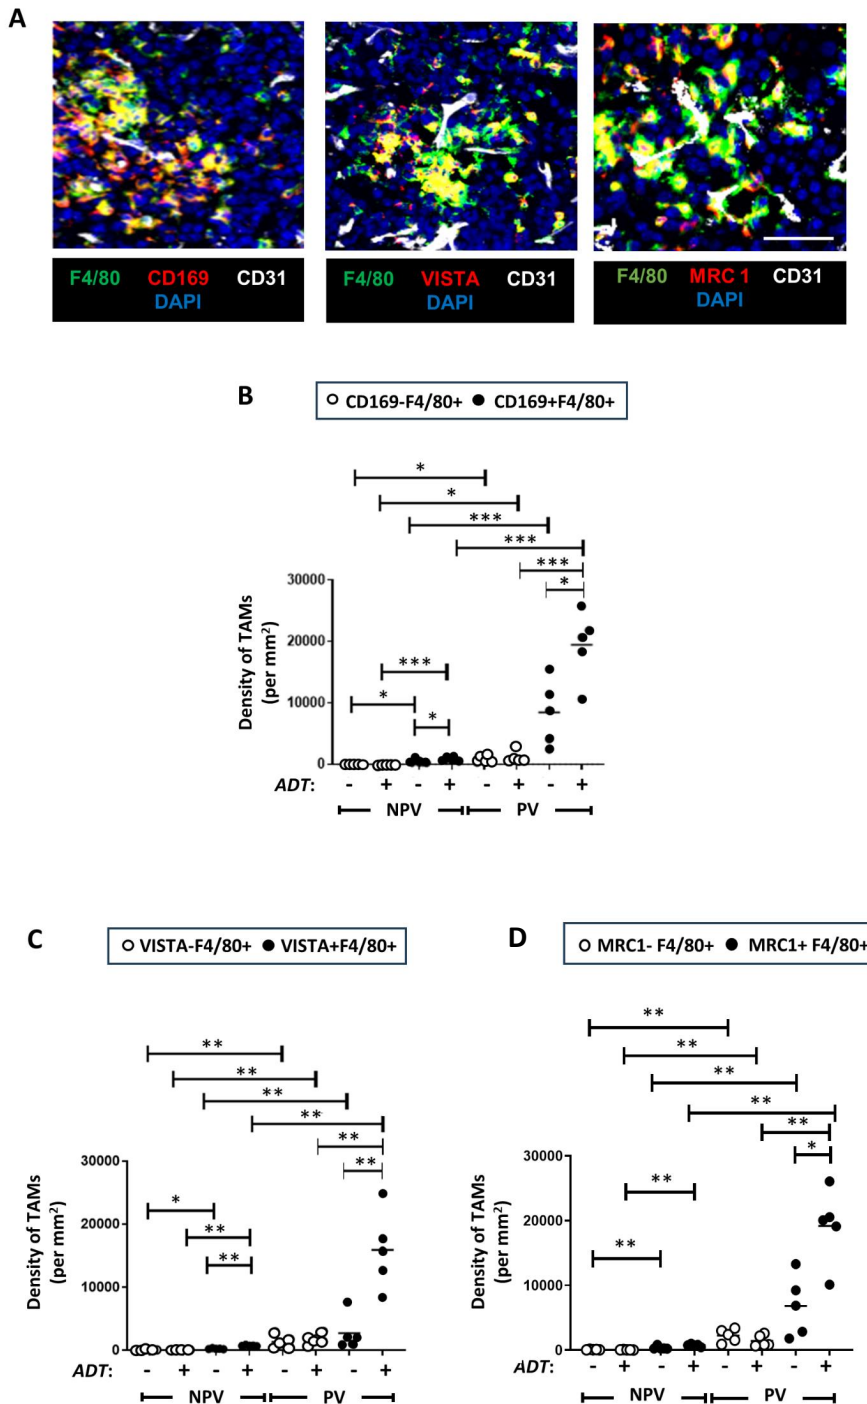 A
F4/80 CD169 CD31
DAPI
F4/80 VISTA CD31
DAPI
F4/80 MRC 1 CD31
DAPI
B
CD169-F4/80+ CD169+F4/80+
*
*
***
***
***
*
***
*
*
Density of TAMs
(per mm²)
30000
20000
10000
0
ADT: - + - + - + - +
NPV PV
C
VISTA-F4/80+ VISTA+F4/80+
**
**
**
**
**
**
*
**
**
Density of TAMs
(per mm²)
30000
20000
10000
0
ADT: - + - + - + - +
NPV PV
D
MRC1- F4/80+ MRC1+ F4/80+
**
**
**
**
**
*
**
**
Density of TAMs
(per mm²)
30000
20000
10000
0
ADT: - + - + - + - +
NPV PV